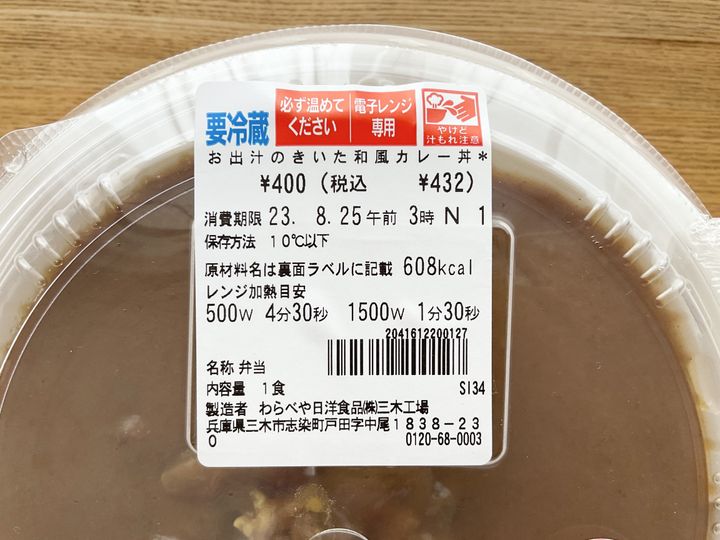 要冷蔵
必ず温めて
ください
電子レンジ
専用
やけど
汁もれ注意
お出汁のきいた和風カレー丼*
¥400 (税込 ¥432)
消費期限 23. 8.25午前 3時 N 1
保存方法 10℃以下
原材料名は裏面ラベルに記載 608kcal
レンジ加熱目安
500W 4分30秒 1500W 1分30秒
2041612200127
名称 弁当
内容量 1食 SI34
製造者 わらべや日洋食品㈱三木工場
兵庫県三木市志染町戸田字中尾1838-23
0 0120-68-0003